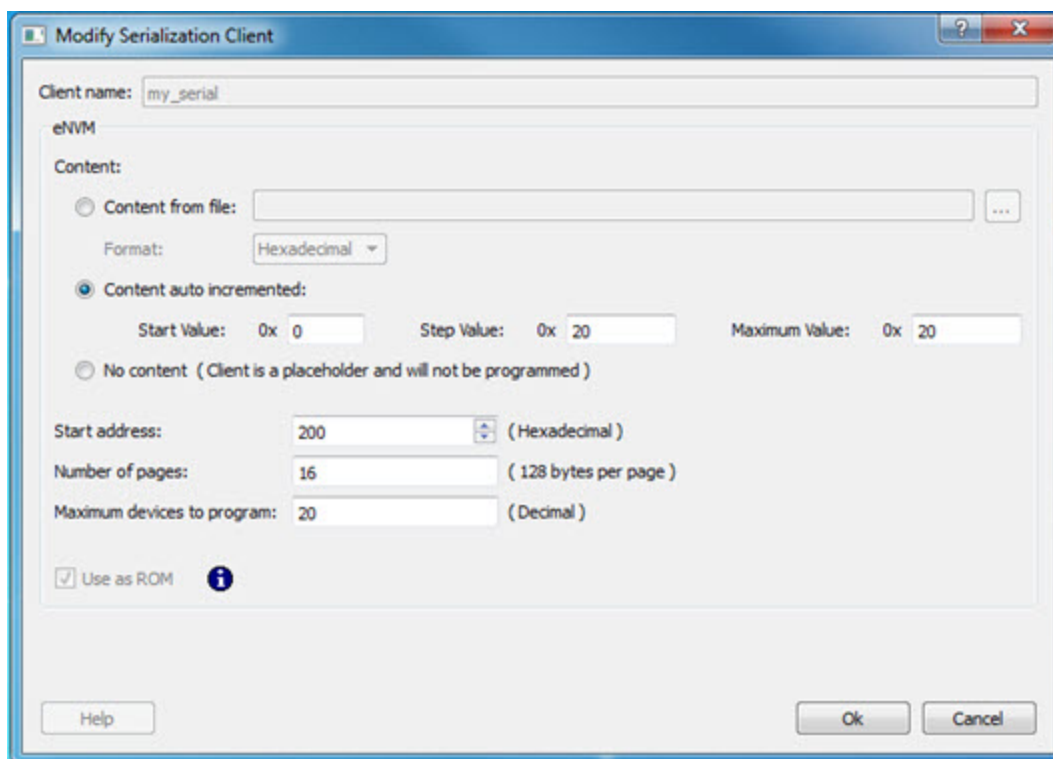 Modify Serialization Client
Client name: my_serial
eNVM
Content:
Content from file: ...
Format: Hexadecimal
Content auto incremented:
Start Value: 0x 0 Step Value: 0x 20 Maximum Value: 0x 20
No content ( Client is a placeholder and will not be programmed )
Start address: 200 ( Hexadecimal )
Number of pages: 16 ( 128 bytes per page )
Maximum devices to program: 20 ( Decimal )
Use as ROM
Help Ok Cancel